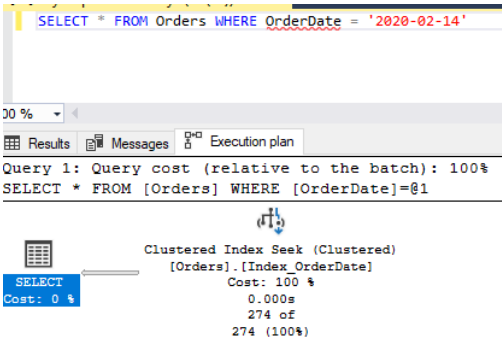 SELECT * FROM Orders WHERE OrderDate = '2020-02-14'
00 %
Results Messages Execution plan
Query 1: Query cost (relative to the batch): 100%
SELECT * FROM [Orders] WHERE [OrderDate]=@1
Clustered Index Seek (Clustered)
[Orders].[Index_OrderDate]
SELECT
Cost: 0 %
Cost: 100 %
0.000s
274 of
274 (100%)